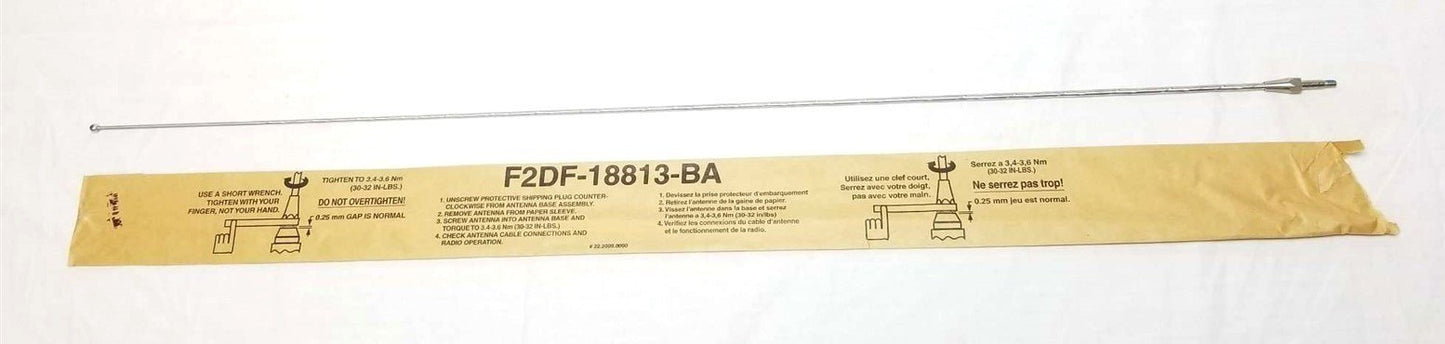 F2DF-18813-BA
USE A SHORT WRENCH.
TIGHTEN WITH YOUR
FINGER, NOT YOUR HAND.
TIGHTEN TO 3.4-3.6 Nm
(30-32 IN-LBS.)
DO NOT OVERTIGHTEN!
0.25 mm GAP IS NORMAL
1. UNSCREW PROTECTIVE SHIPPING PLUG COUNTER-
CLOCKWISE FROM ANTENNA BASE ASSEMBLY.
2. REMOVE ANTENNA FROM PAPER SLEEVE.
3. SCREW ANTENNA INTO ANTENNA BASE AND
TORQUE TO 3.4-3.6 Nm (30-32 IN-LBS.)
4. CHECK ANTENNA CABLE CONNECTIONS AND
RADIO OPERATION.
1. Devissez la prise protecteur d'embarquement
2. Retirez l'antenne de la gaine de papier.
3. Vissez l'antenne dans la base et serrez
l'antenne a 3,4-3,6 Nm (30-32 in/lbs)
4. Verifiez les connexions du cable d'antenne
et le fonctionnement de la radio.
# 22.2009.0000
Utilisez une clef court,
Serrez avec votre doigt,
pas avec votre main.
Serrez a 3,4-3,6 Nm
(30-32 IN-LBS.)
Ne serrez pas trop!
0.25 mm jeu est normal.